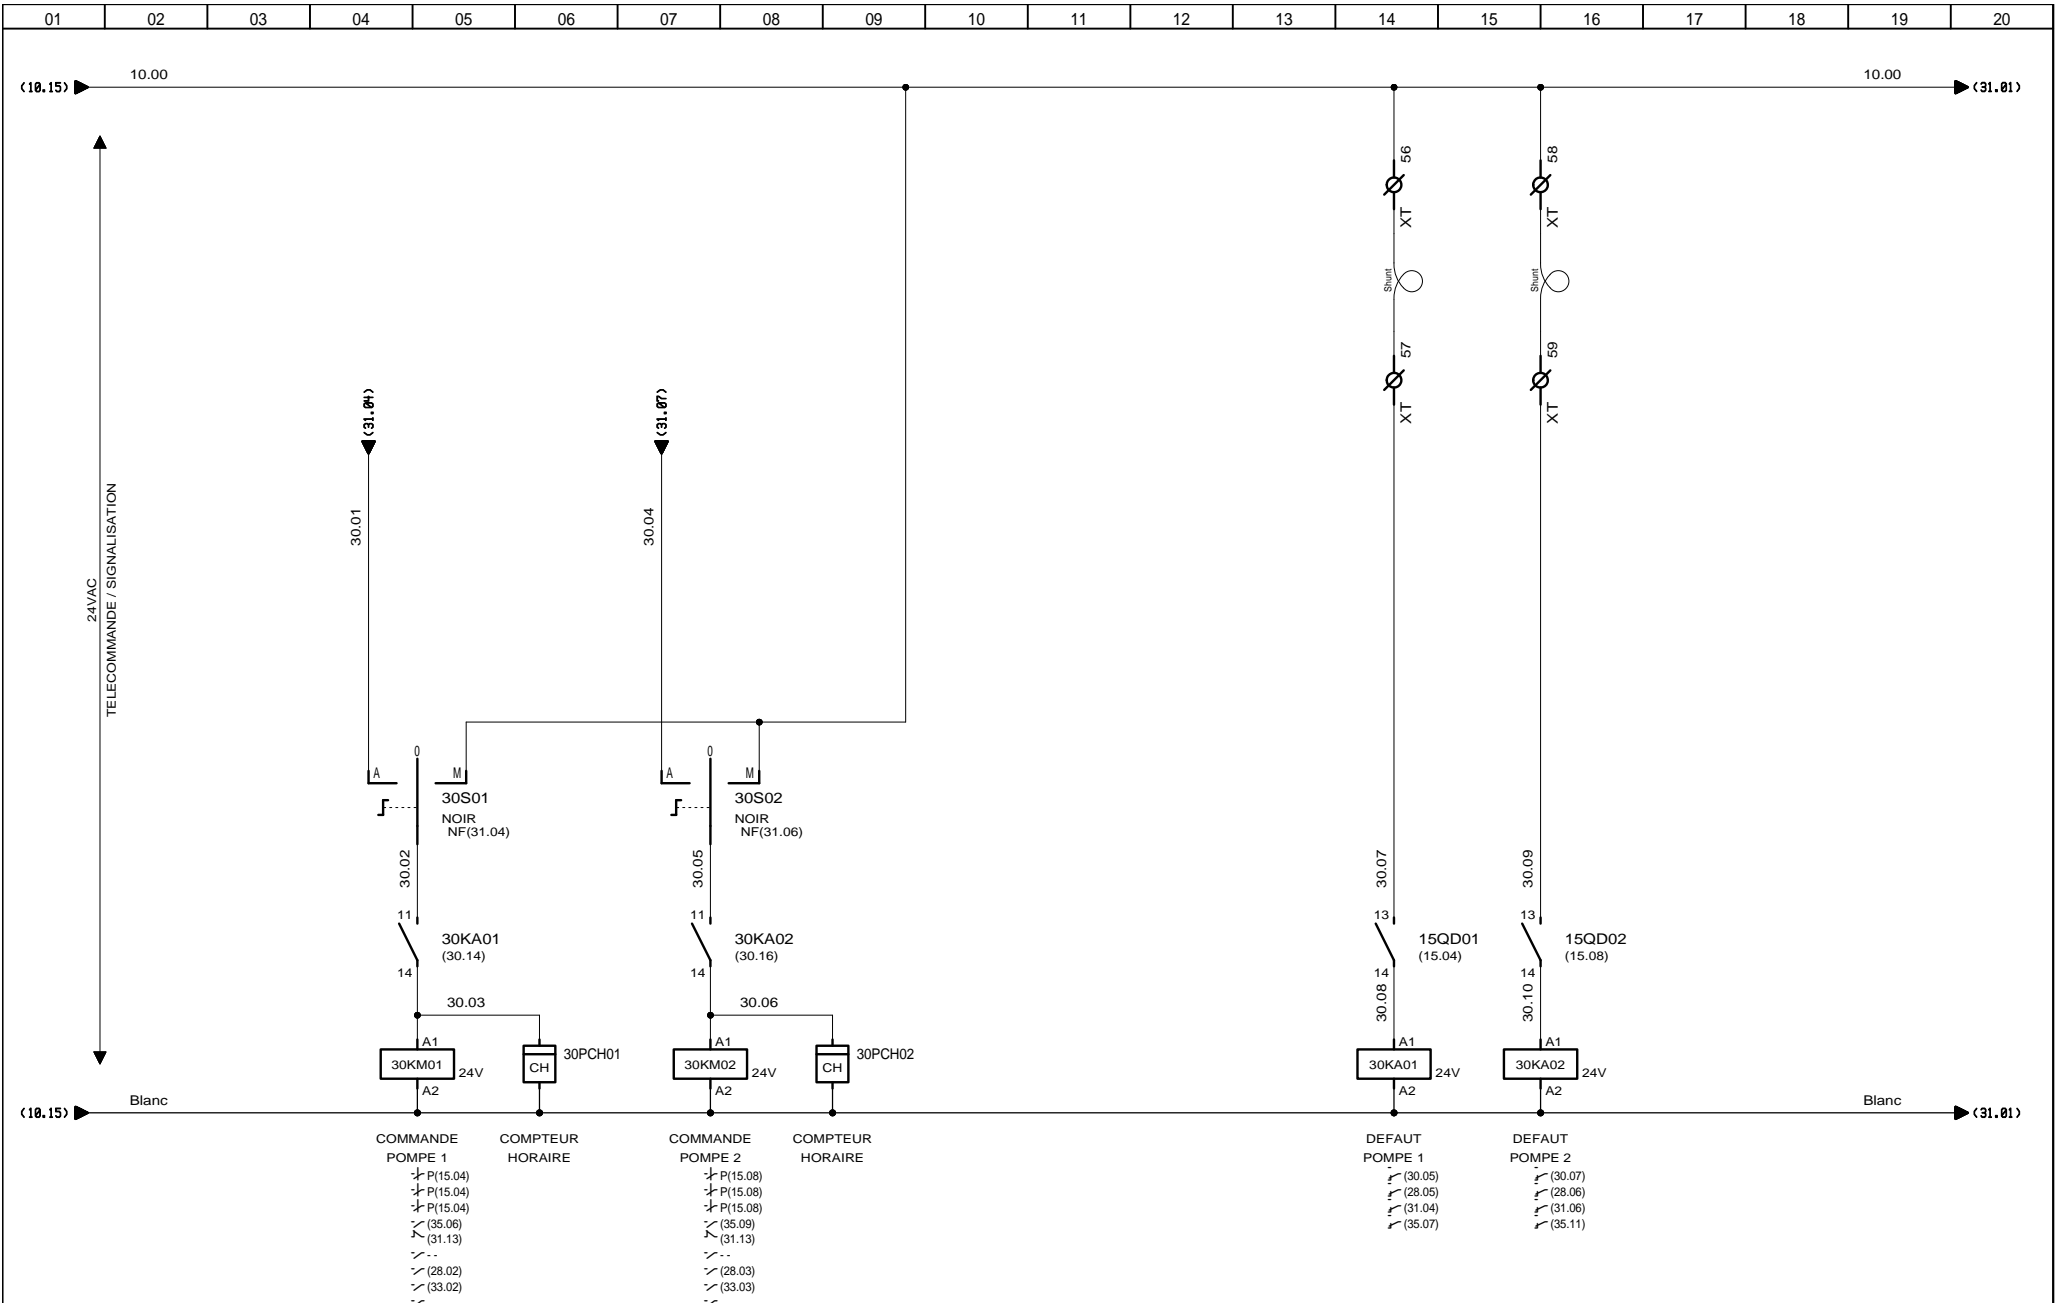 01 02 03 04 05 06 07 08 09 10 11 12 13 14 15 16 17 18 19 20
10.00 10.00
(10.15) (31.01)
56 58
XT XT
Shunt Shunt
57 59
XT XT
(31.04) (31.07)
30.01 30.04
24VAC
TELECOMMANDE / SIGNALISATION
0 0
A M A M
30S01 30S02
NOIR NOIR
NF(31.04) NF(31.06)
30.02 30.05 30.07 30.09
11 11 13 13
30KA01 30KA02 15QD01 15QD02
(30.14) (30.16) (15.04) (15.08)
14 14 14 14
30.03 30.06 30.08 30.10
A1 A1 A1 A1
30PCH01 30PCH02
30KM01 24V CH 30KM02 24V CH 30KA01 24V 30KA02 24V
A2 A2 A2 A2
Blanc Blanc
(10.15) (31.01)
COMMANDE COMPTEUR COMMANDE COMPTEUR DEFAUT DEFAUT
POMPE 1 HORAIRE POMPE 2 HORAIRE POMPE 1 POMPE 2
P(15.04) P(15.08) (30.05) (30.07)
P(15.04) P(15.08) (28.05) (28.06)
P(15.04) P(15.08) (31.04) (31.06)
(35.06) (35.09) (35.07) (35.11)
(31.13) (31.13)
-- --
(28.02) (28.03)
(33.02) (33.03)